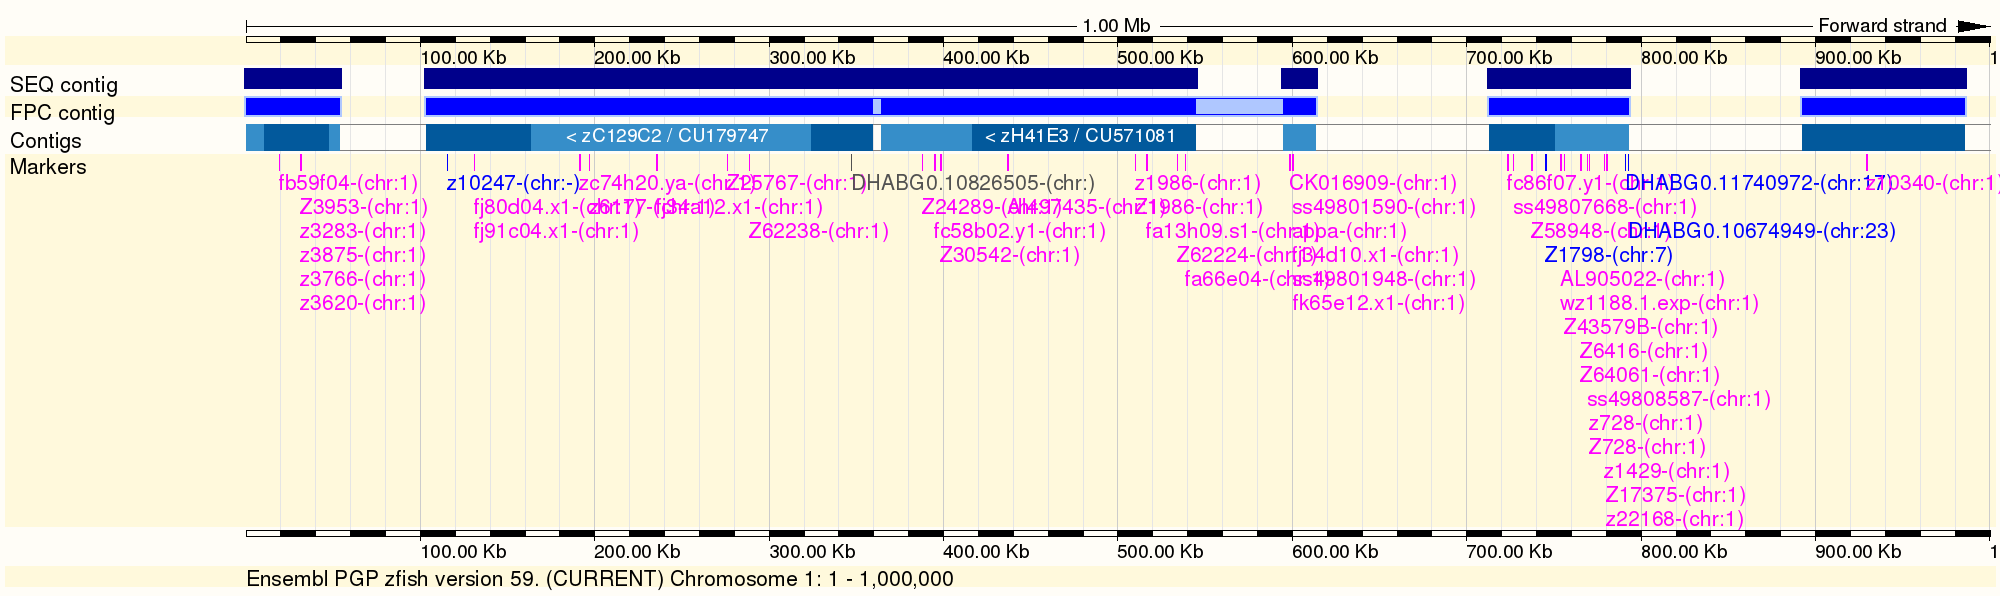 1.00 Mb Forward strand
100.00 Kb 200.00 Kb 300.00 Kb 400.00 Kb 500.00 Kb 600.00 Kb 700.00 Kb 800.00 Kb 900.00 Kb 1
SEQ contig
FPC contig
Contigs < zC129C2 / CU179747 < zH41E3 / CU571081
Markers
fb59f04-(chr:1) z10247-(chr:-) zc74h20.ya-(chr:1) Z25767-(chr:1) DHABG0.10826505-(chr:) z1986-(chr:1) CK016909-(chr:1) fc86f07.y1-(chr:1) DHABG0.11740972-(chr:17) z10340-(chr:1)
Z3953-(chr:1) fj80d04.x1-(chr:1) z6177-(chr:1) .x1-(chr:1) Z24289-(chr:1) AI497435-(chr:1) Z1986-(chr:1) ss49801590-(chr:1) ss49807668-(chr:1)
z3283-(chr:1) fj91c04.x1-(chr:1) Z62238-(chr:1) fc58b02.y1-(chr:1) fa13h09.s1-(chr:1) appa-(chr:1) Z58948-(chr:1) DHABG0.10674949-(chr:23)
z3875-(chr:1) Z30542-(chr:1) Z62224-(chr:1) fj34d10.x1-(chr:1) Z1798-(chr:7)
z3766-(chr:1) fa66e04-(chr:1) ss49801948-(chr:1) AL905022-(chr:1)
z3620-(chr:1) fk65e12.x1-(chr:1) wz1188.1.exp-(chr:1)
Z43579B-(chr:1)
Z6416-(chr:1)
Z64061-(chr:1)
ss49808587-(chr:1)
z728-(chr:1)
Z728-(chr:1)
z1429-(chr:1)
Z17375-(chr:1)
z22168-(chr:1)
100.00 Kb 200.00 Kb 300.00 Kb 400.00 Kb 500.00 Kb 600.00 Kb 700.00 Kb 800.00 Kb 900.00 Kb 1
Ensembl PGP zfish version 59. (CURRENT) Chromosome 1: 1 - 1,000,000